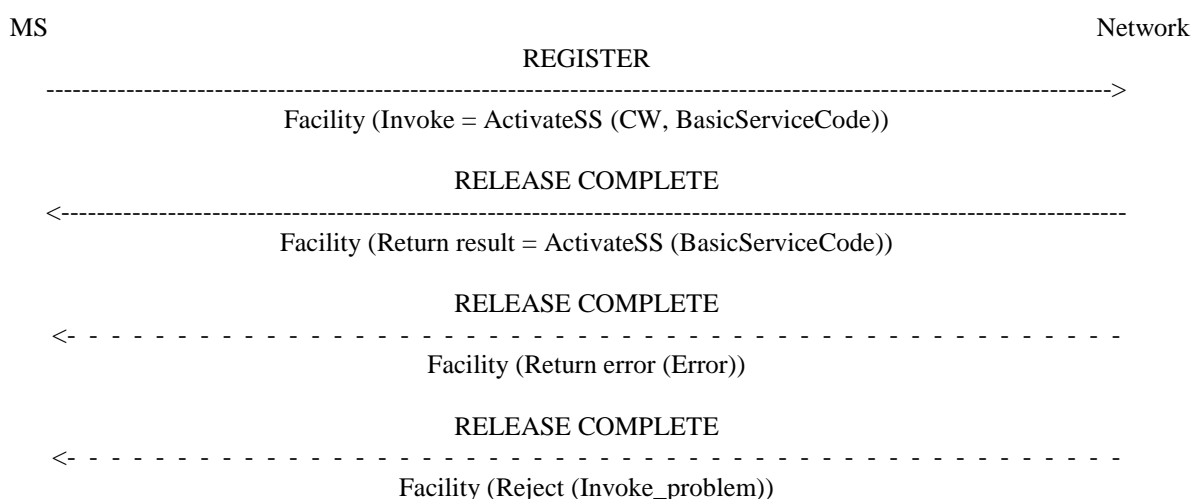 MS Network
REGISTER
Facility (Invoke = ActivateSS (CW, BasicServiceCode))
RELEASE COMPLETE
Facility (Return result = ActivateSS (BasicServiceCode))
RELEASE COMPLETE
Facility (Return error (Error))
RELEASE COMPLETE
Facility (Reject (Invoke_problem))